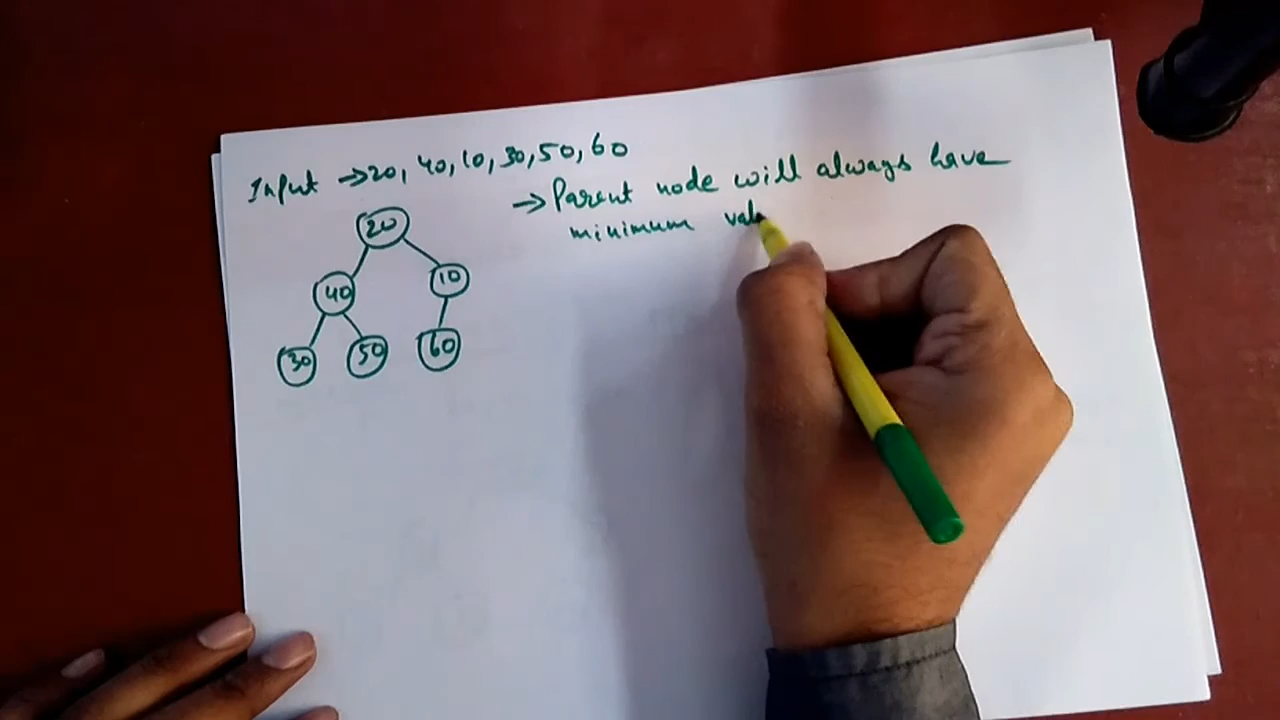 Input →20, 40, 10, 30, 50, 60
→ Parent node will always have
minimum val
20
40 10
30 50 60